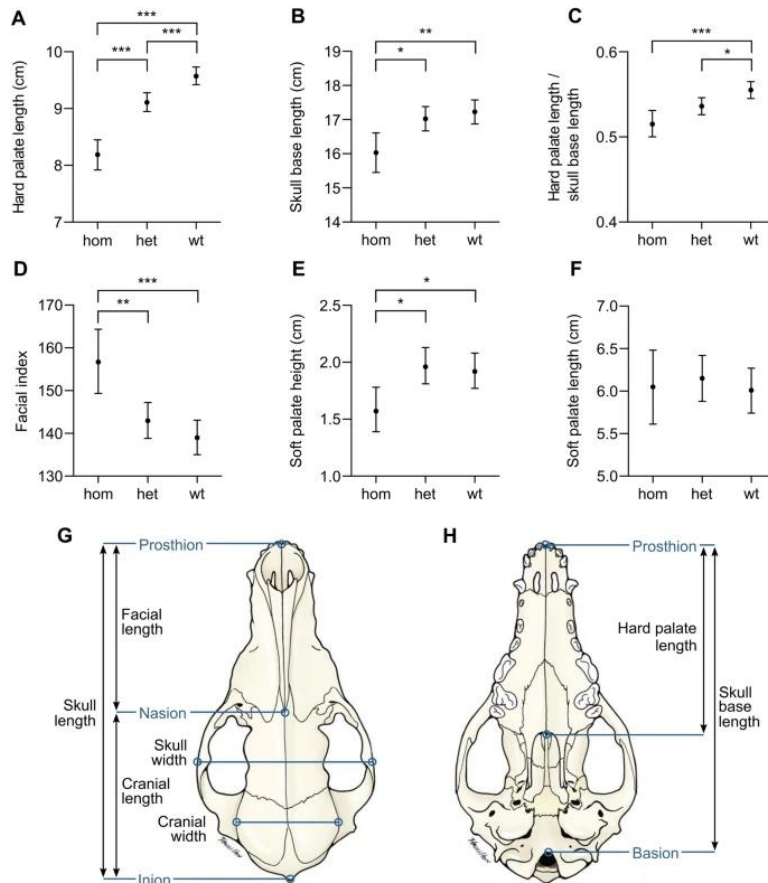 A
***
***
***
Hard palate length (cm)
10
9
8
7
hom het wt
B
**
*
Skull base length (cm)
19
18
17
16
15
14
hom het wt
C
***
*
Hard palate length /
skull base length
0.6
0.5
0.4
hom het wt
D
***
**
Facial index
170
160
150
140
130
hom het wt
E
*
*
Soft palate height (cm)
2.5
2.0
1.5
1.0
hom het wt
F
Soft palate length (cm)
7.0
6.5
6.0
5.5
5.0
hom het wt
G
Prosthion
Facial
length
Skull
length
Nasion
Skull
width
Cranial
length
Cranial
width
Inion
H
Prosthion
Hard palate
length
Skull
base
length
Basion